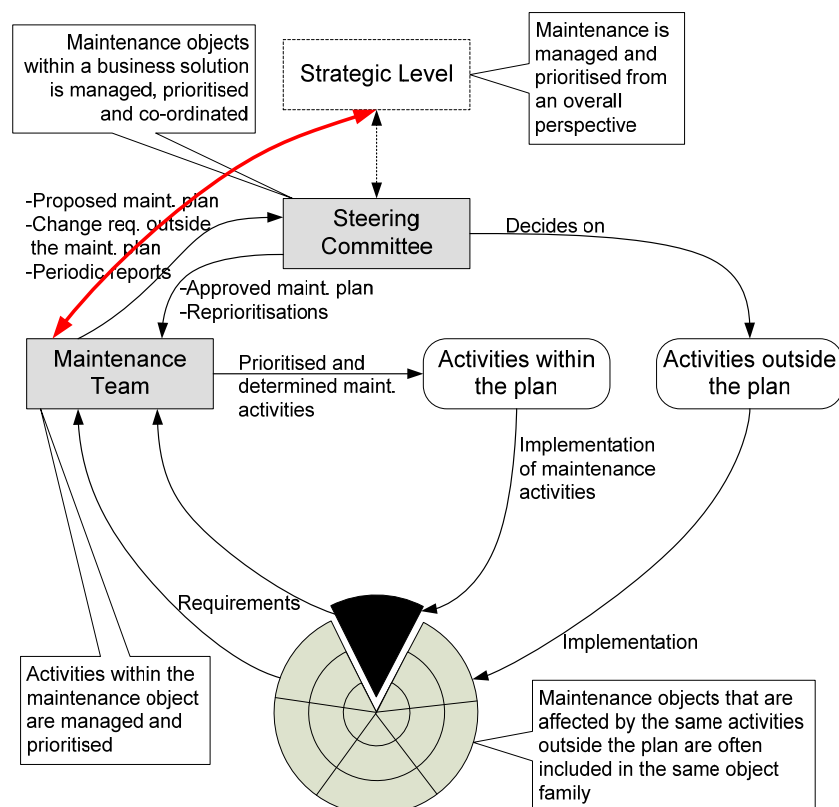 Maintenance objects
within a business solution
is managed, prioritised
and co-ordinated
Strategic Level
Maintenance is
managed and
prioritised from
an overall
perspective
-Proposed maint. plan
-Change req. outside
the maint. plan
-Periodic reports
Steering
Committee
Decides on
-Approved maint. plan
-Reprioritisations
Maintenance
Team
Prioritised and
determined maint.
activities
Activities within
the plan
Activities outside
the plan
Implementation
of maintenance
activities
Requirements
Implementation
Activities within the
maintenance object
are managed and
prioritised
Maintenance objects that are
affected by the same activities
outside the plan are often
included in the same object
family